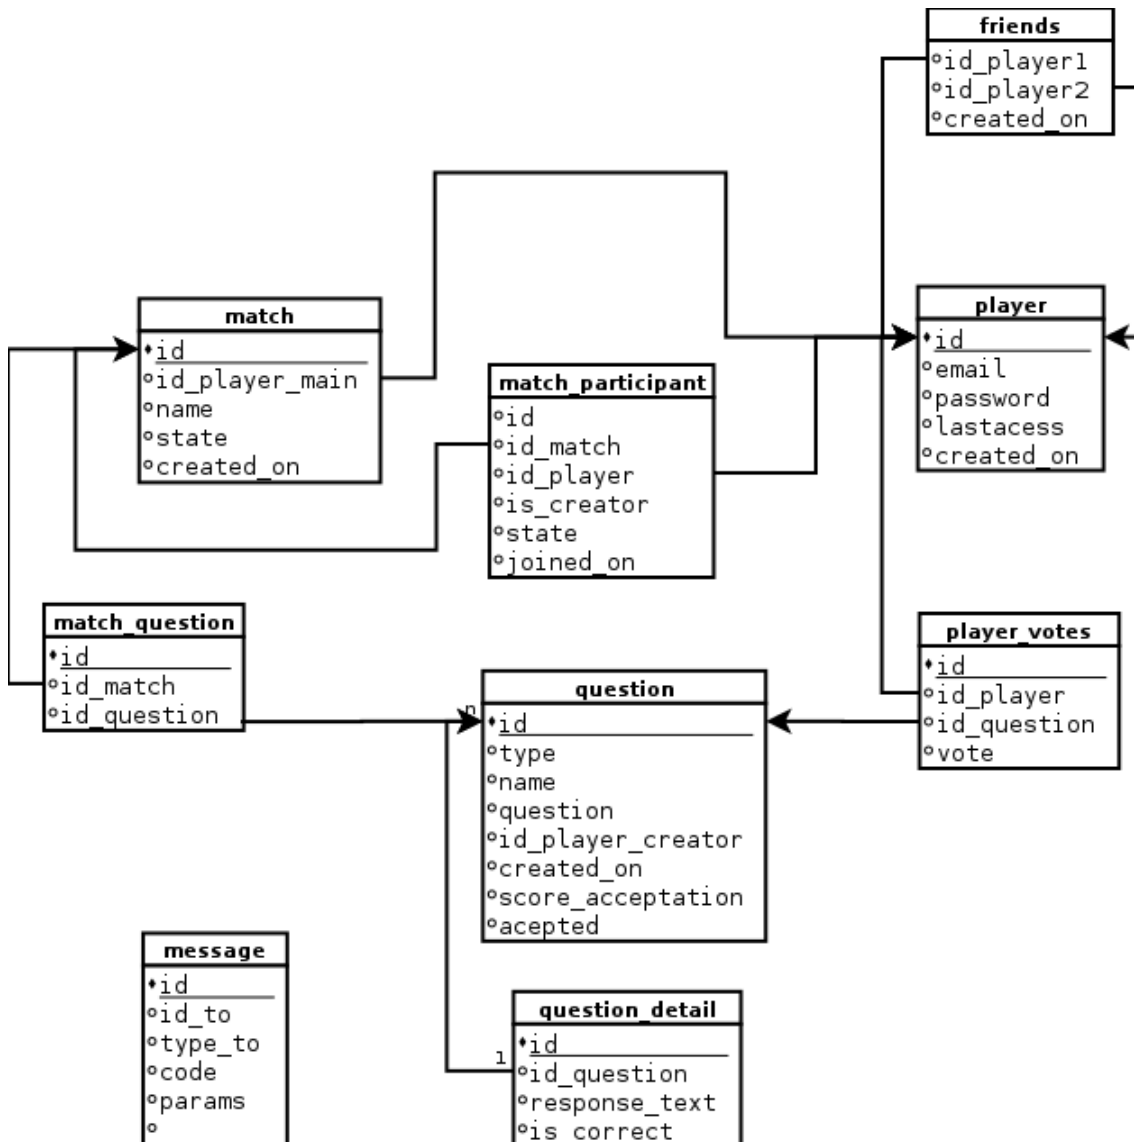 friends
id_player1
id_player2
created_on
match
id
id_player_main
name
state
created_on
match_participant
id
id_match
id_player
is_creator
state
joined_on
player
id
email
password
lastacess
created_on
match_question
id
id_match
id_question
n
question
id
type
name
question
id_player_creator
created_on
score_acceptation
acepted
player_votes
id
id_player
id_question
vote
message
id
id_to
type_to
code
params
1
question_detail
id
id_question
response_text
is_correct